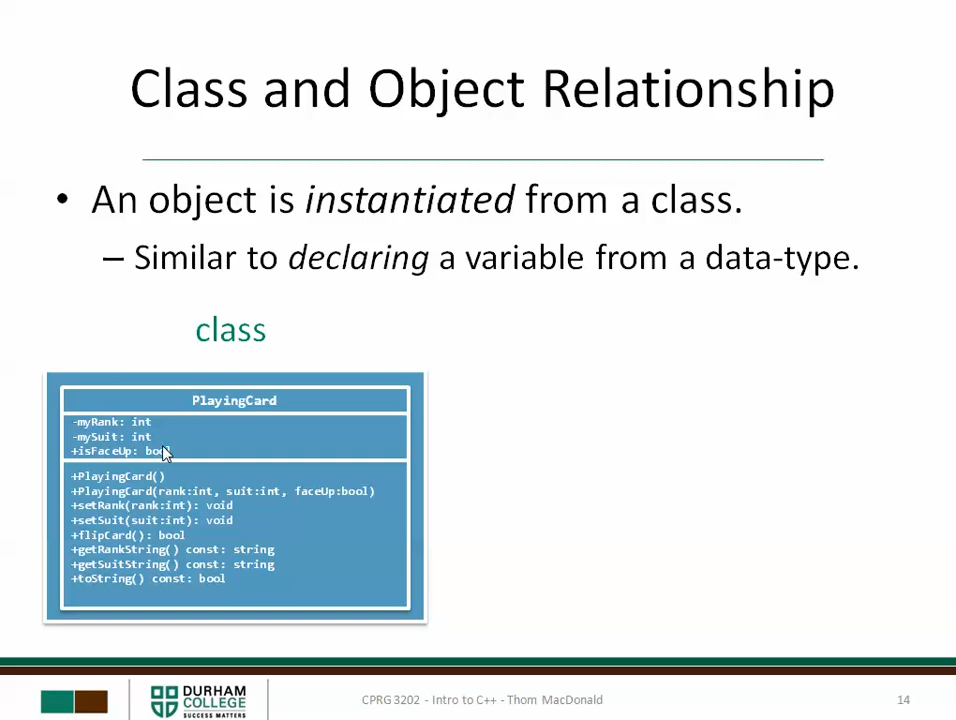 Class and Object Relationship
• An object is instantiated from a class.
– Similar to declaring a variable from a data-type.
class
PlayingCard
-myRank: int
-mySuit: int
+isFaceUp: bool
+PlayingCard()
+PlayingCard(rank:int, suit:int, faceUp:bool)
+setRank(rank:int): void
+setSuit(suit:int): void
+flipCard(): bool
+getRankString() const: string
+getSuitString() const: string
+toString() const: bool
DURHAM
COLLEGE
SUCCESS MATTERS
CPRG 3202 - Intro to C++ - Thom MacDonald
14